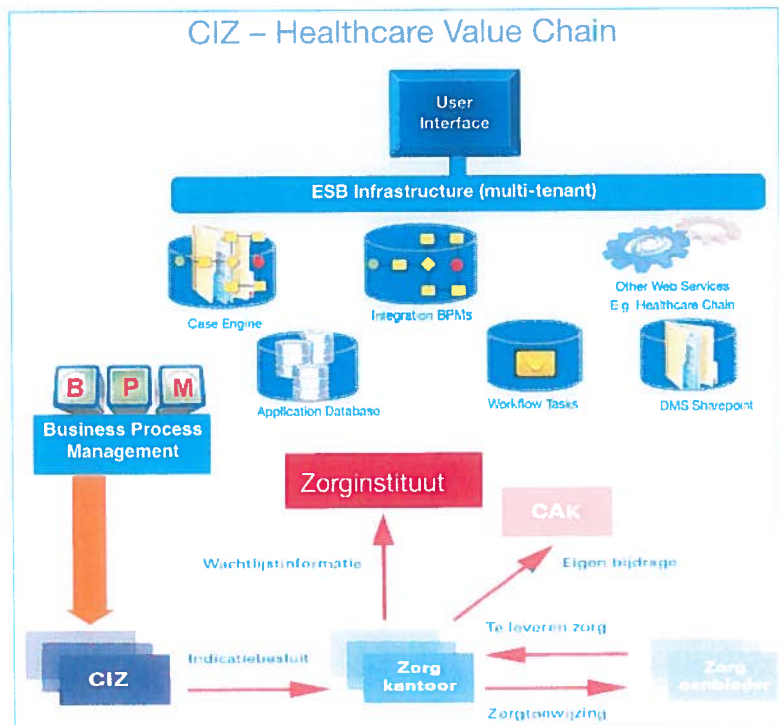 CIZ – Healthcare Value Chain
User
Interface
ESB Infrastructure (multi-tenant)
Case Engine
Integration BPMs
Other Web Services
E.g. Healthcare Chain
Application Database
Workflow Tasks
DMS Sharepoint
B P M
Business Process
Management
Zorginstituut
CAK
Wachtlijstinformatie
Eigen bijdrage
CIZ
Indicatiebesluit
Zorg
kantoor
Te leveren zorg
Zorg
aanbieder
Zorgtoewijzing